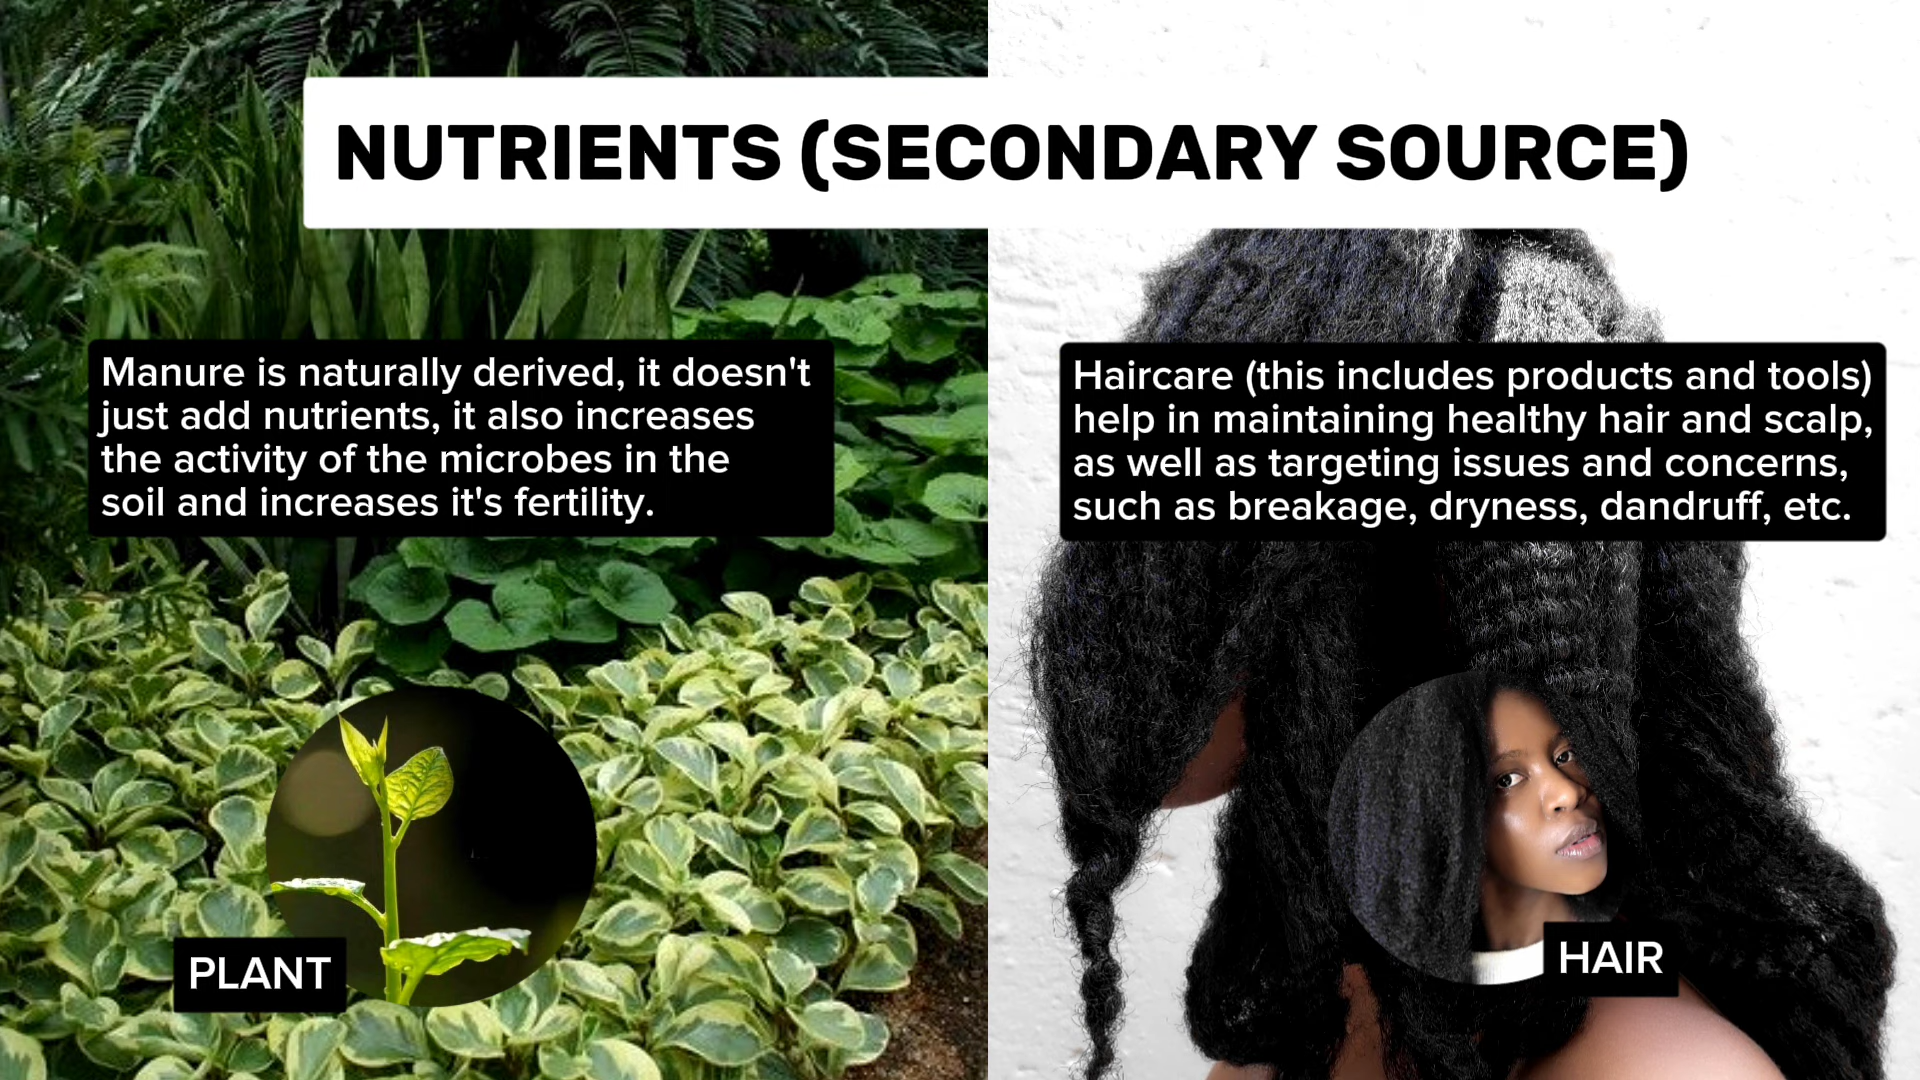 NUTRIENTS (SECONDARY SOURCE)
Manure is naturally derived, it doesn't
just add nutrients, it also increases
the activity of the microbes in the
soil and increases it's fertility.
Haircare (this includes products and tools)
help in maintaining healthy hair and scalp,
as well as targeting issues and concerns,
such as breakage, dryness, dandruff, etc.
PLANT
HAIR